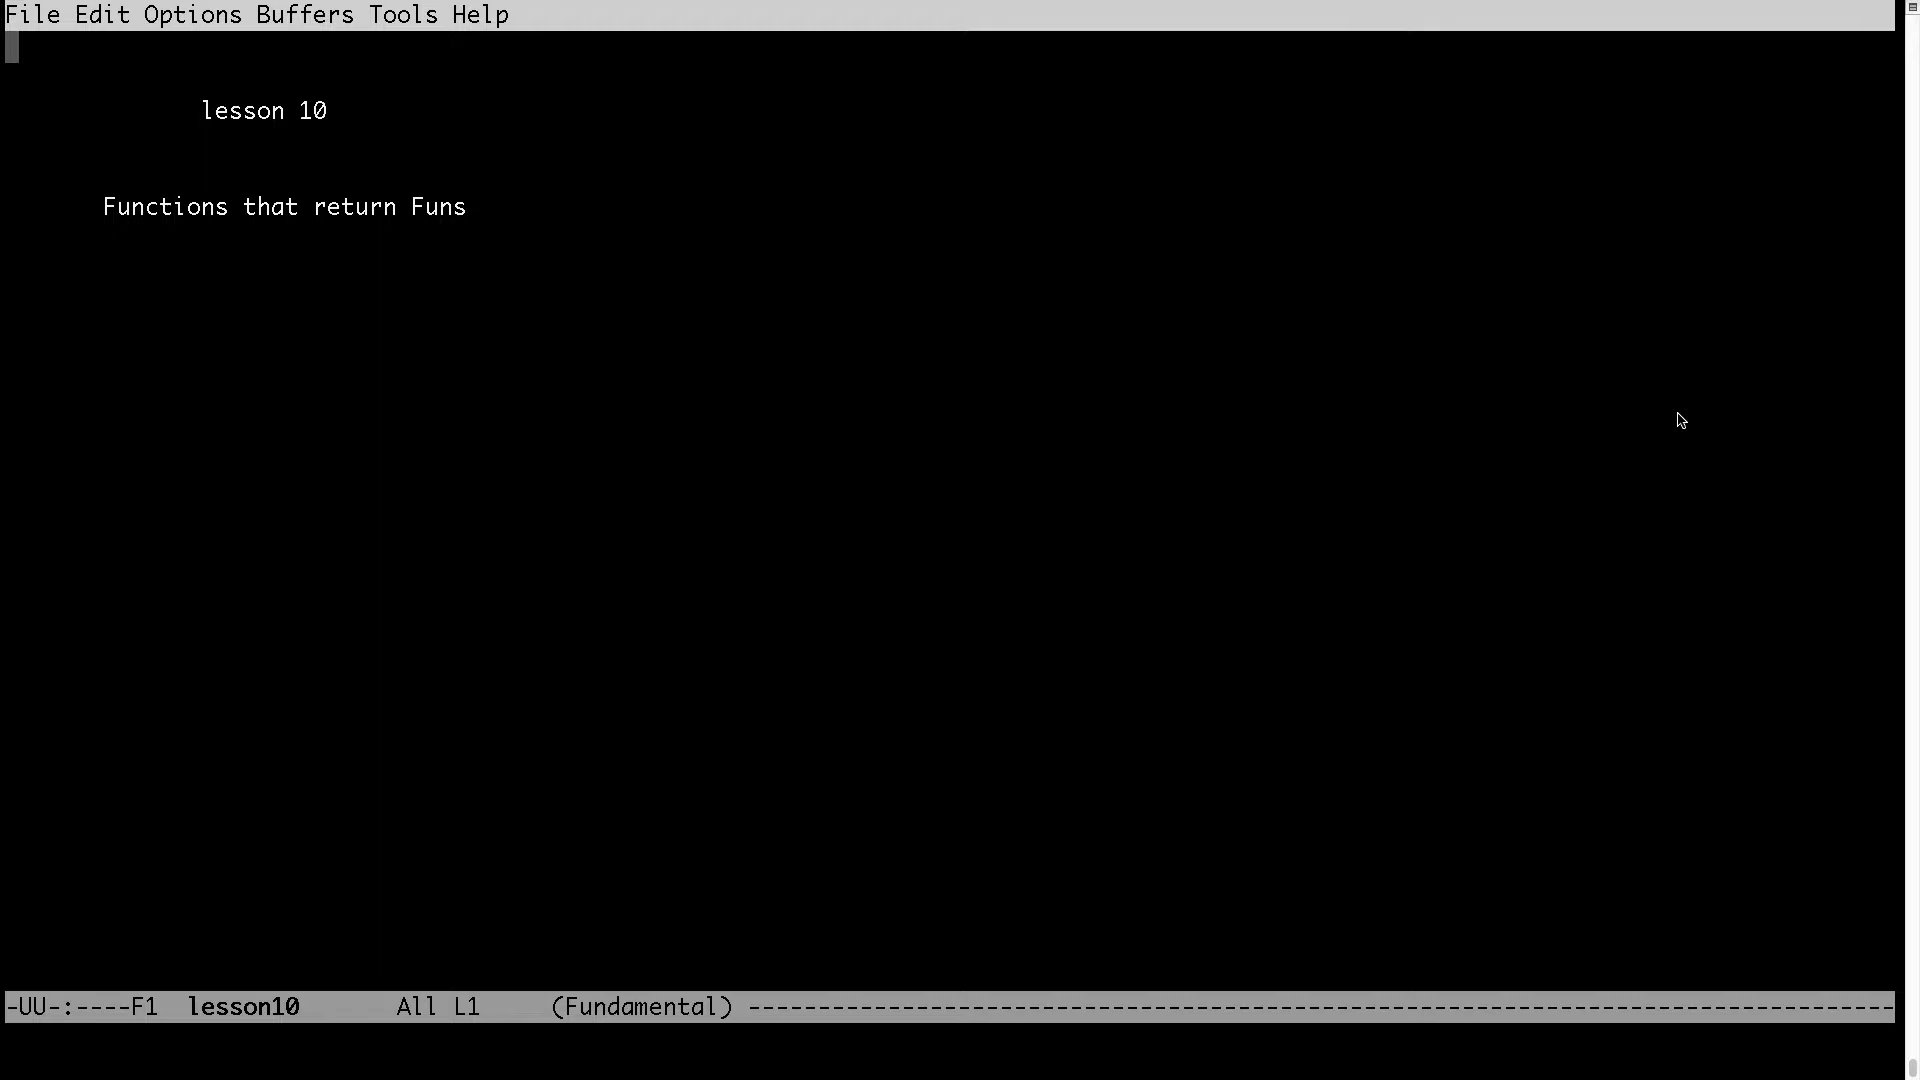 File Edit Options Buffers Tools Help
lesson 10
Functions that return Funs
-UU-:----F1  lesson10       All L1     (Fundamental) -----------------------------------------------------------------------------------